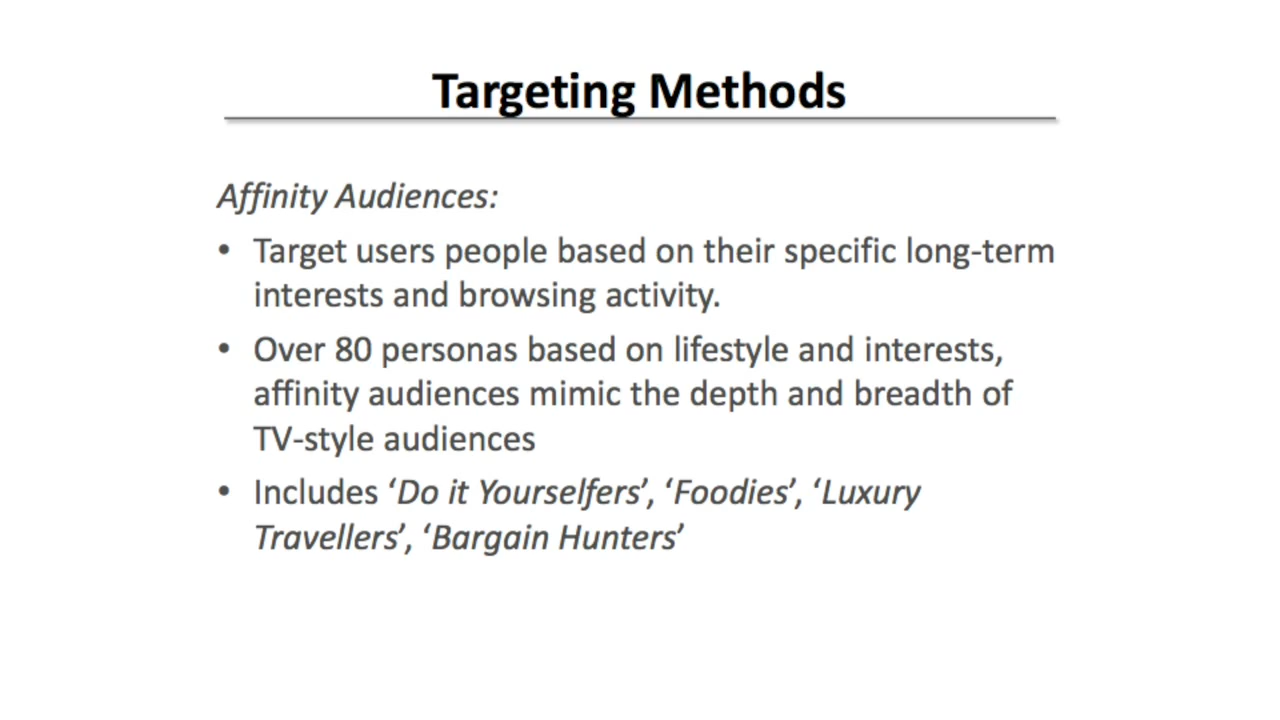 Targeting Methods
Affinity Audiences:
• Target users people based on their specific long-term
interests and browsing activity.
• Over 80 personas based on lifestyle and interests,
affinity audiences mimic the depth and breadth of
TV-style audiences
• Includes ‘Do it Yourselfers’, ‘Foodies’, ‘Luxury
Travellers’, ‘Bargain Hunters’